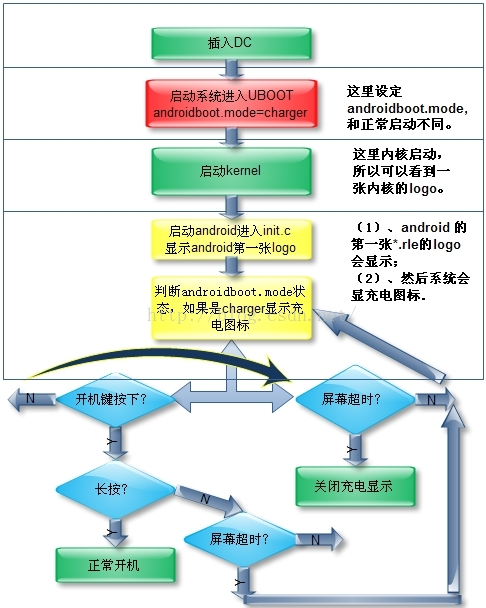 插入DC
启动系统进入UBOOT
androidboot.mode=charger
这里设定
androidboot.mode,
和正常启动不同。
启动kernel
这里内核启动，
所以可以看到一
张内核的logo。
启动android进入init.c
显示android第一张logo
（1）、android 的
第一张*.rle的logo
会显示；
（2）、然后系统会
显充电图标.
判断androidboot.mode状
态，如果是charger显示充
电图标
N
开机键按下？
屏幕超时？
N
Y
Y
长按？
N
关闭充电显示
Y
屏幕超时？
N
正常开机
Y